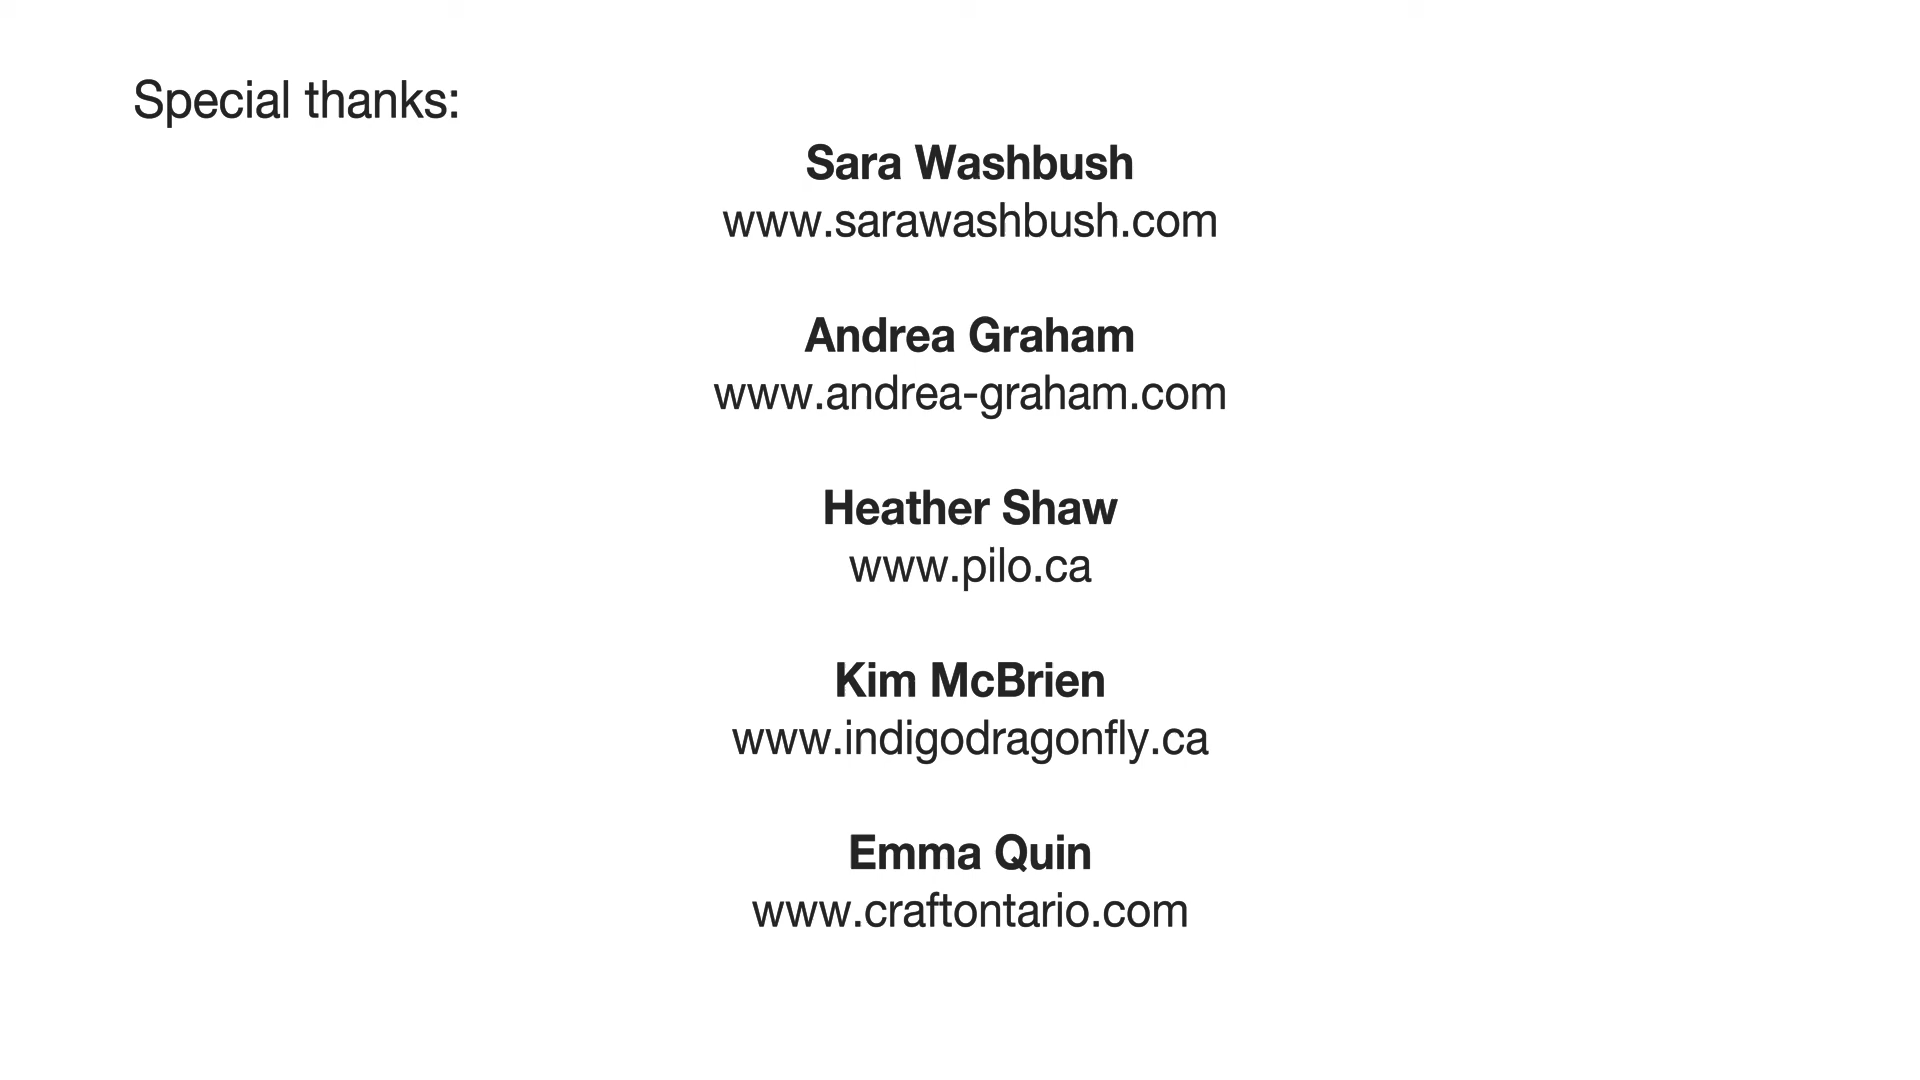 Special thanks:
Sara Washbush
www.sarawashbush.com
Andrea Graham
www.andrea-graham.com
Heather Shaw
www.pilo.ca
Kim McBrien
www.indigodragonfly.ca
Emma Quin
www.craftontario.com